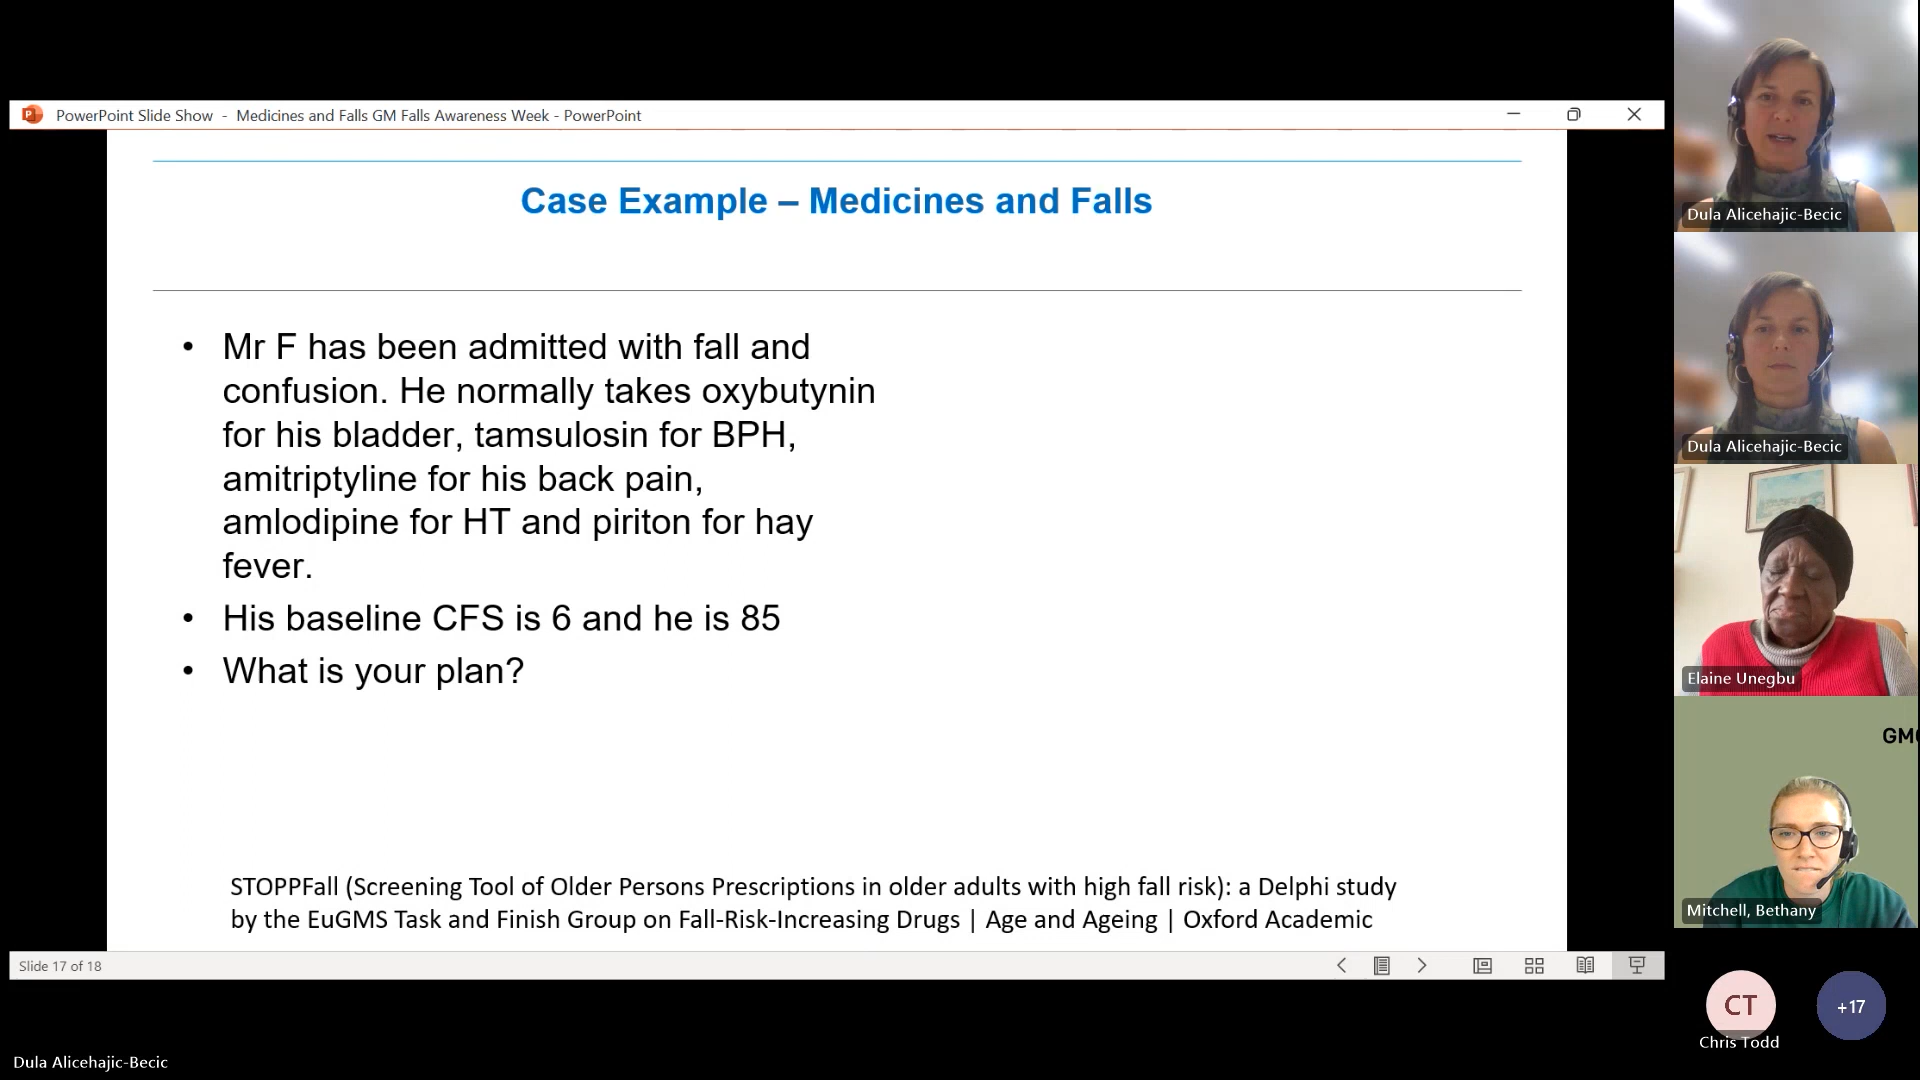 PowerPoint Slide Show - Medicines and Falls GM Falls Awareness Week - PowerPoint
Case Example – Medicines and Falls
• Mr F has been admitted with fall and
confusion. He normally takes oxybutynin
for his bladder, tamsulosin for BPH,
amitriptyline for his back pain,
amlodipine for HT and piriton for hay
fever.
• His baseline CFS is 6 and he is 85
• What is your plan?
STOPPFall (Screening Tool of Older Persons Prescriptions in older adults with high fall risk): a Delphi study
by the EuGMS Task and Finish Group on Fall-Risk-Increasing Drugs | Age and Ageing | Oxford Academic
Slide 17 of 18
Dula Alicehajic-Becic
Dula Alicehajic-Becic
Elaine Unegbu
GM
Mitchell, Bethany
CT
+17
Chris Todd
Dula Alicehajic-Becic